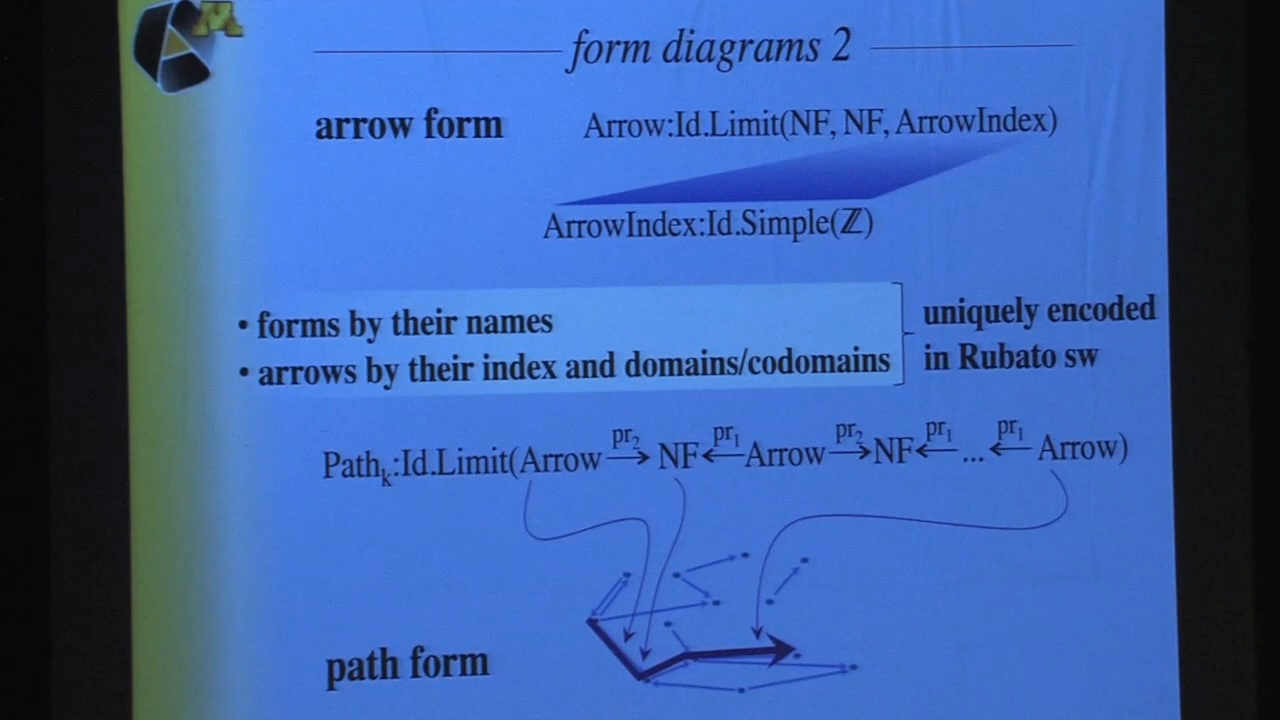 form diagrams 2
arrow form
Arrow:Id.Limit(NF, NF, ArrowIndex)
ArrowIndex:Id.Simple(ℤ)
• forms by their names
• arrows by their index and domains/codomains
uniquely encoded
in Rubato sw
Pathₖ:Id.Limit(Arrow —pr₂→ NF ←pr₁— Arrow —pr₂→ NF ←pr₁— ... ←pr₁— Arrow)
path form